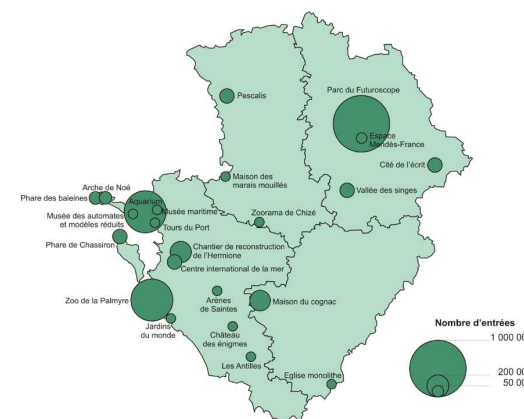 Parc du Futuroscope
Pescalis
Espace
Mendès-France
Cité de l'écrit
Maison des
marais mouillés
Vallée des singes
Arche de Noé
Phare des baleines
Aquarium
Musée maritime
Musée des automates
et modèles réduits
Zoorama de Chizé
Tours du Port
Phare de Chassiron
Chantier de reconstruction
de l'Hermione
Centre international de la mer
Zoo de la Palmyre
Arènes
de Saintes
Maison du cognac
Jardins
du monde
Château
des énigmes
Les Antilles
Eglise monolithe
Nombre d'entrées
1 000 00
200 00
50 00